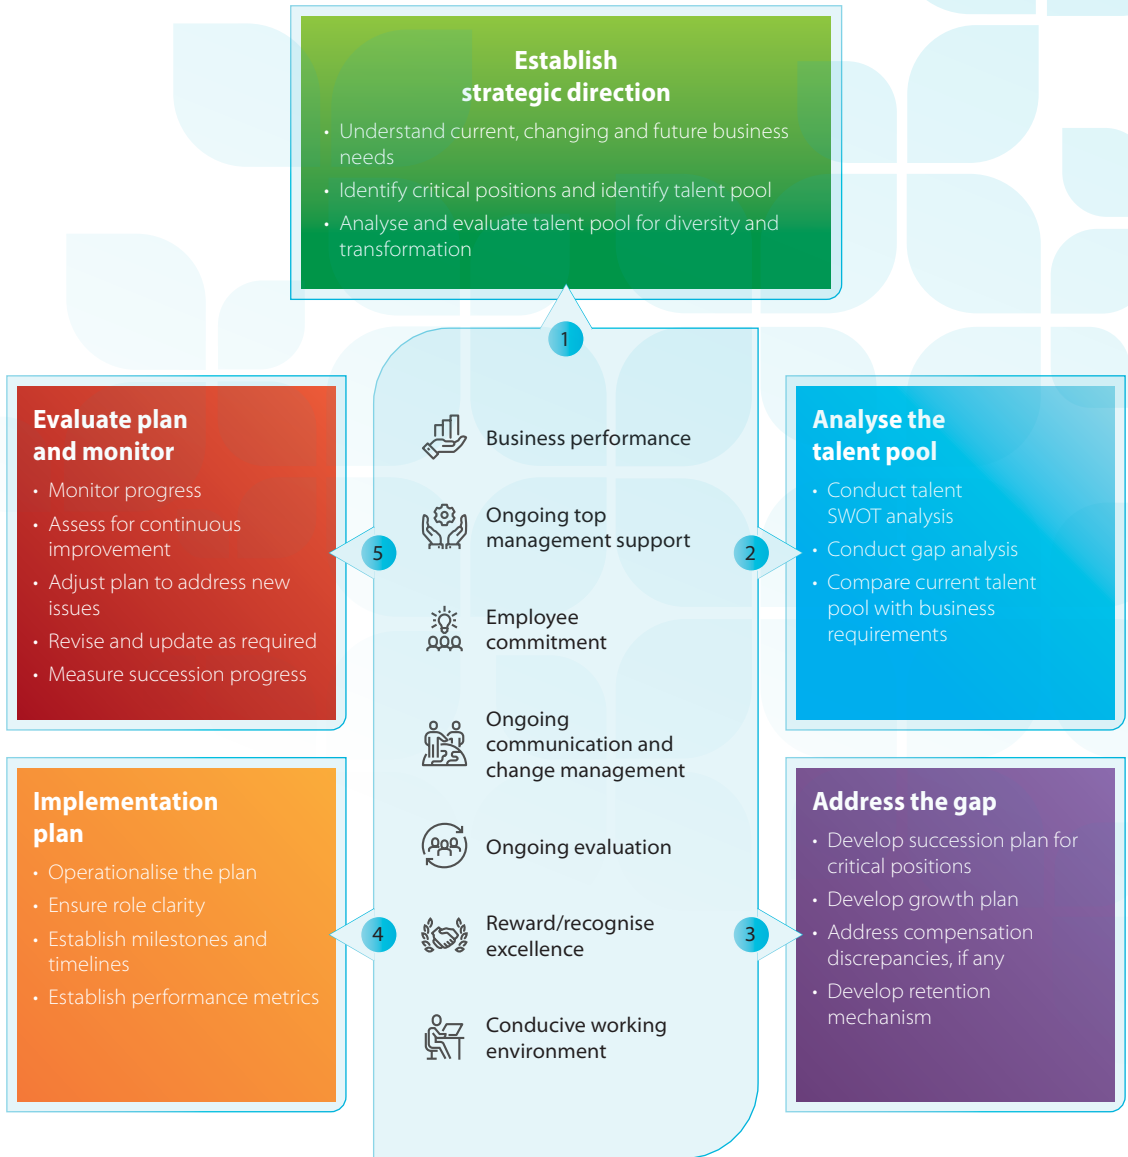 Establish
strategic direction
• Understand current, changing and future business
needs
• Identify critical positions and identify talent pool
• Analyse and evaluate talent pool for diversity and
transformation
1
Evaluate plan
and monitor
• Monitor progress
• Assess for continuous
improvement
• Adjust plan to address new
issues
• Revise and update as required
• Measure succession progress
5
Business performance
Ongoing top
management support
Employee
commitment
Ongoing
communication and
change management
Ongoing evaluation
Reward/recognise
excellence
Conducive working
environment
2
Analyse the
talent pool
• Conduct talent
SWOT analysis
• Conduct gap analysis
• Compare current talent
pool with business
requirements
Implementation
plan
• Operationalise the plan
• Ensure role clarity
• Establish milestones and
timelines
• Establish performance metrics
4
3
Address the gap
• Develop succession plan for
critical positions
• Develop growth plan
• Address compensation
discrepancies, if any
• Develop retention
mechanism